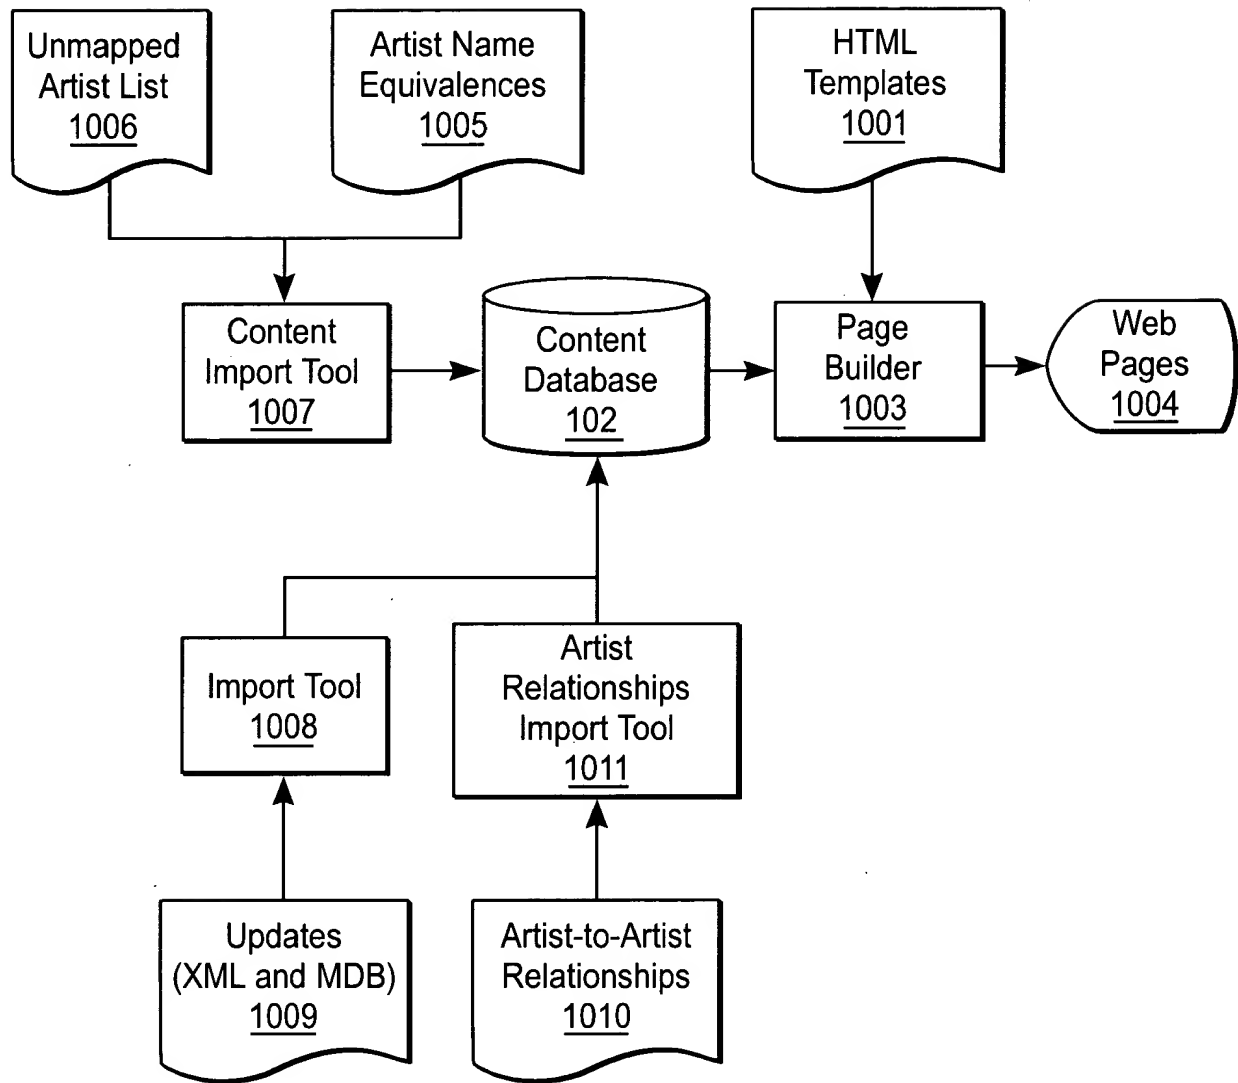 Unmapped
Artist List
1006
Artist Name
Equivalences
1005
HTML
Templates
1001
Content
Import Tool
1007
Content
Database
102
Page
Builder
1003
Web
Pages
1004
Import Tool
1008
Artist
Relationships
Import Tool
1011
Updates
(XML and MDB)
1009
Artist-to-Artist
Relationships
1010